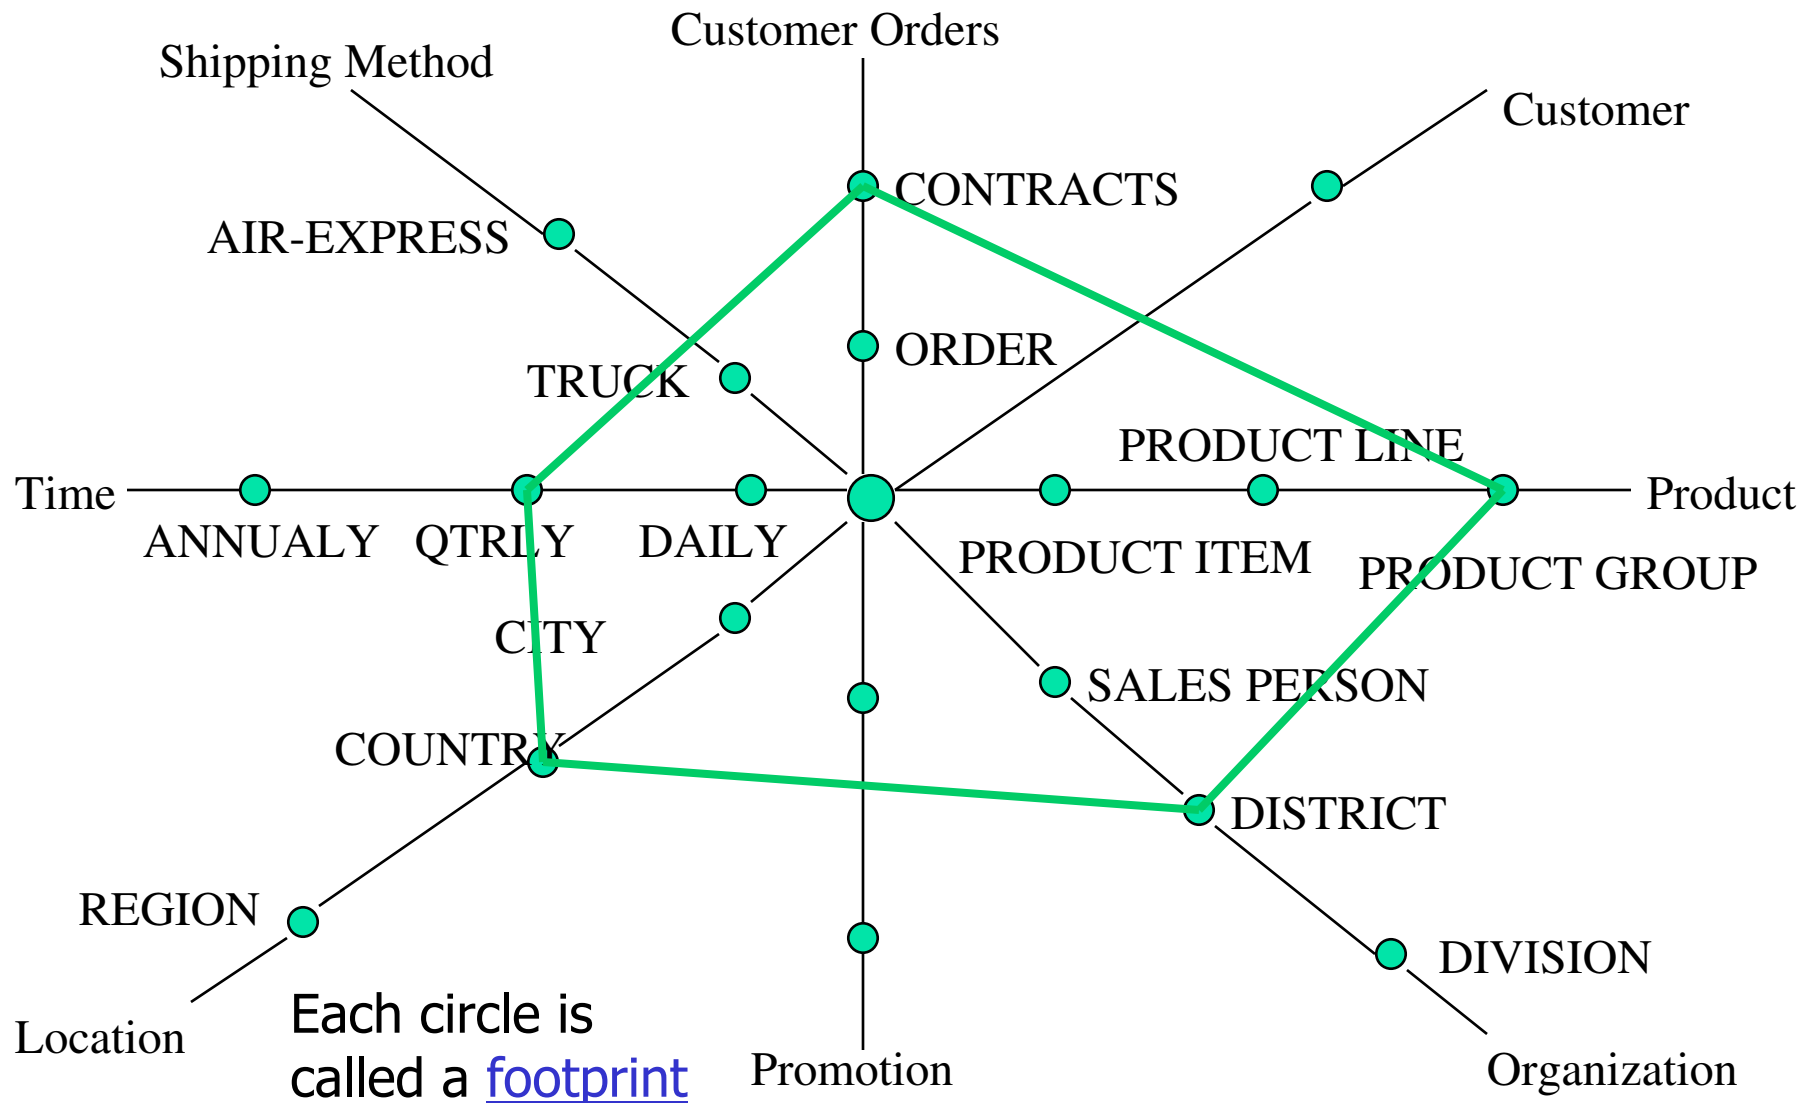 Customer Orders
Shipping Method
Customer
CONTRACTS
AIR-EXPRESS
ORDER
TRUCK
PRODUCT LINE
Time
Product
ANNUALY
QTRLY
DAILY
PRODUCT ITEM
PRODUCT GROUP
CITY
SALES PERSON
COUNTRY
DISTRICT
REGION
DIVISION
Each circle is
called a footprint
Location
Promotion
Organization